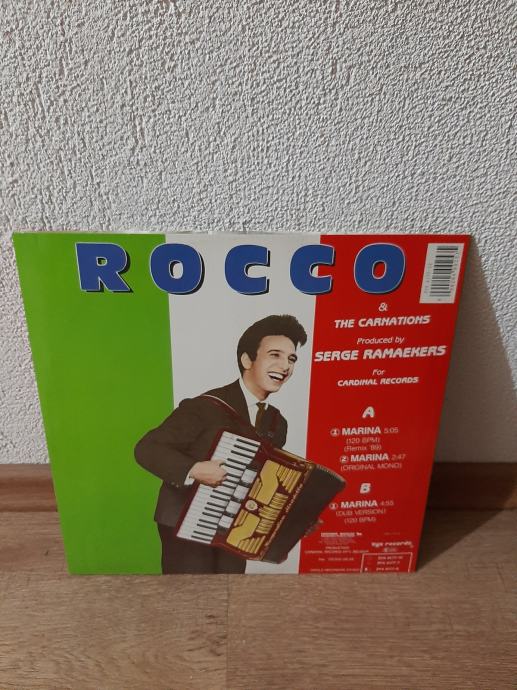 ROCCO
&
THE CARNATIONS
Produced by
SERGE RAMAEKERS
For
CARDINAL RECORDS
A
1 MARINA 5:05
(120 BPM)
(Remix '89)
2 MARINA 2:47
(ORIGINAL MONO)
B
1 MARINA 4:55
(DUB VERSION)
(120 BPM)